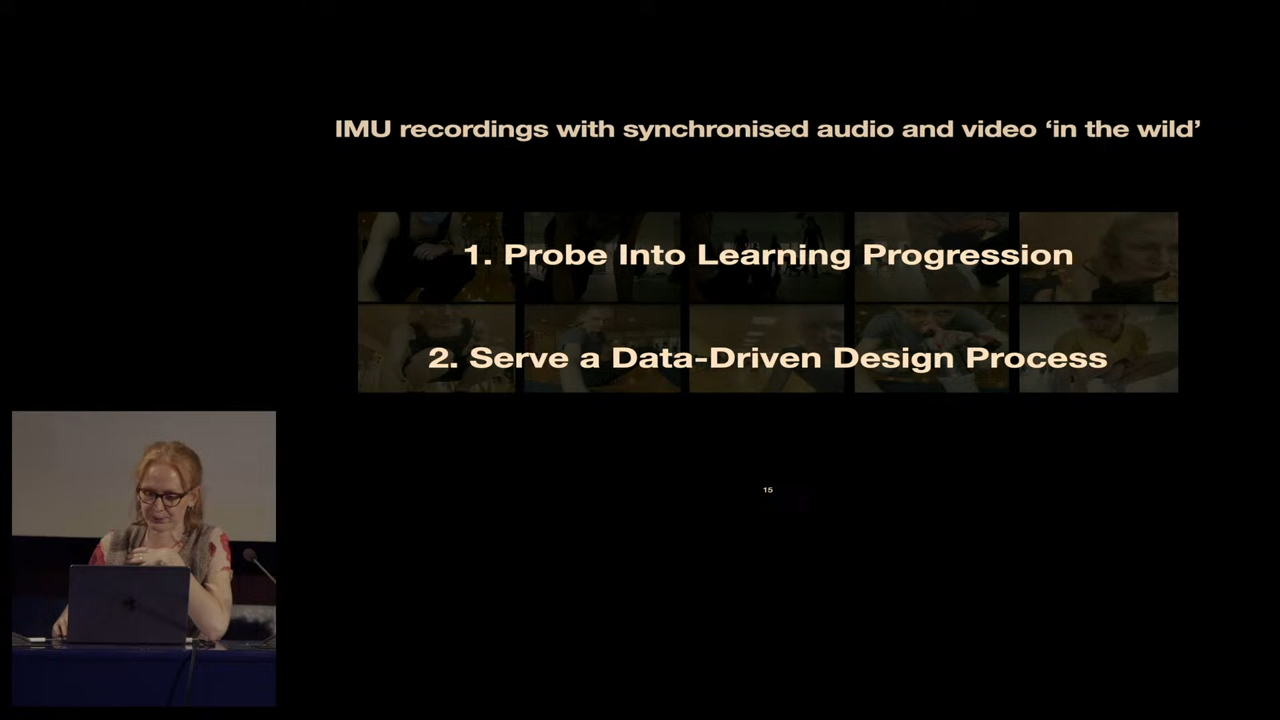 IMU recordings with synchronised audio and video ‘in the wild’
1. Probe Into Learning Progression
2. Serve a Data-Driven Design Process
15